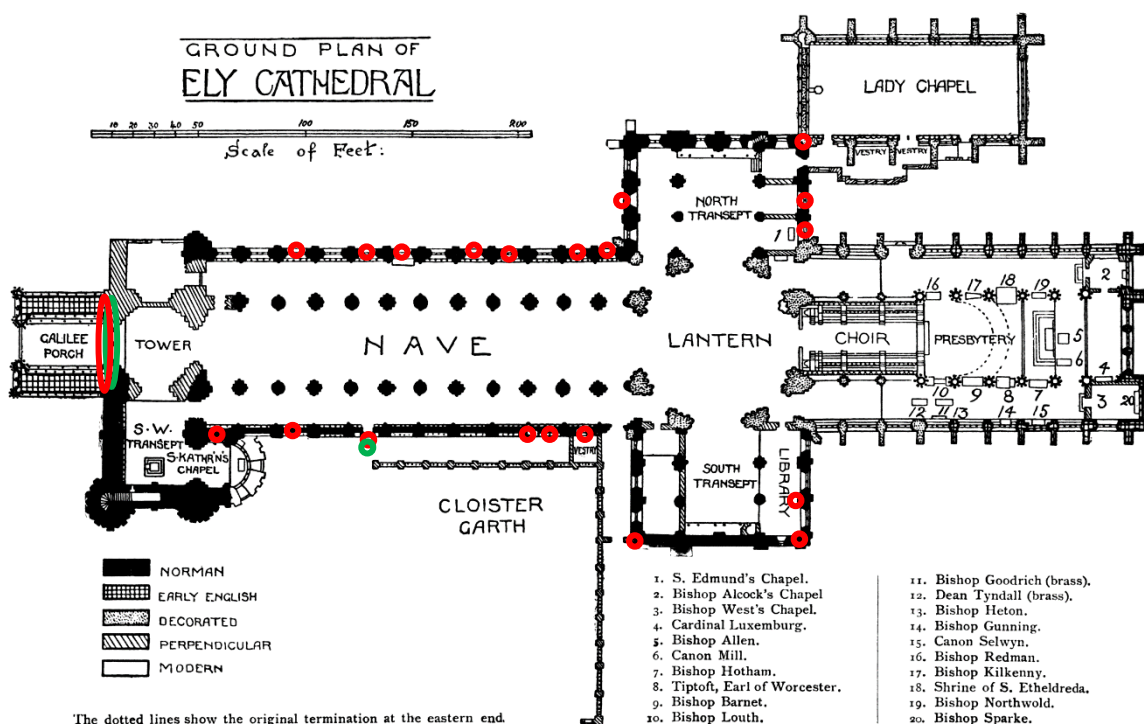 GROUND PLAN OF
ELY CATHEDRAL
10 20 30 40 50 100 150 200
Scale of Feet:
LADY CHAPEL
VESTRY VESTRY
NORTH
TRANSEPT
1
2
16 17 18 19
GALILEE
PORCH
TOWER
NAVE
LANTERN
CHOIR
PRESBYTERY
5
6
4
10 9 8 7
3 20
12 11 13 14 15
S.W.
TRANSEPT
S. KATH'N'S
CHAPEL
VESTRY
SOUTH
TRANSEPT
LIBRARY
CLOISTER
GARTH
NORMAN
EARLY ENGLISH
DECORATED
PERPENDICULAR
MODERN
1. S. Edmund's Chapel.
2. Bishop Alcock's Chapel
3. Bishop West's Chapel
4. Cardinal Luxemburg.
5. Bishop Allen.
6. Canon Mill.
7. Bishop Hotham.
8. Tiptoft, Earl of Worcester.
9. Bishop Barnet.
10. Bishop Louth.
11. Bishop Goodrich (brass).
12. Dean Tyndall (brass).
13. Bishop Heton.
14. Bishop Gunning.
15. Canon Selwyn.
16. Bishop Redman.
17. Bishop Kilkenny.
18. Shrine of S. Etheldreda.
19. Bishop Northwold.
20. Bishop Sparke.
The dotted lines show the original termination at the eastern end.